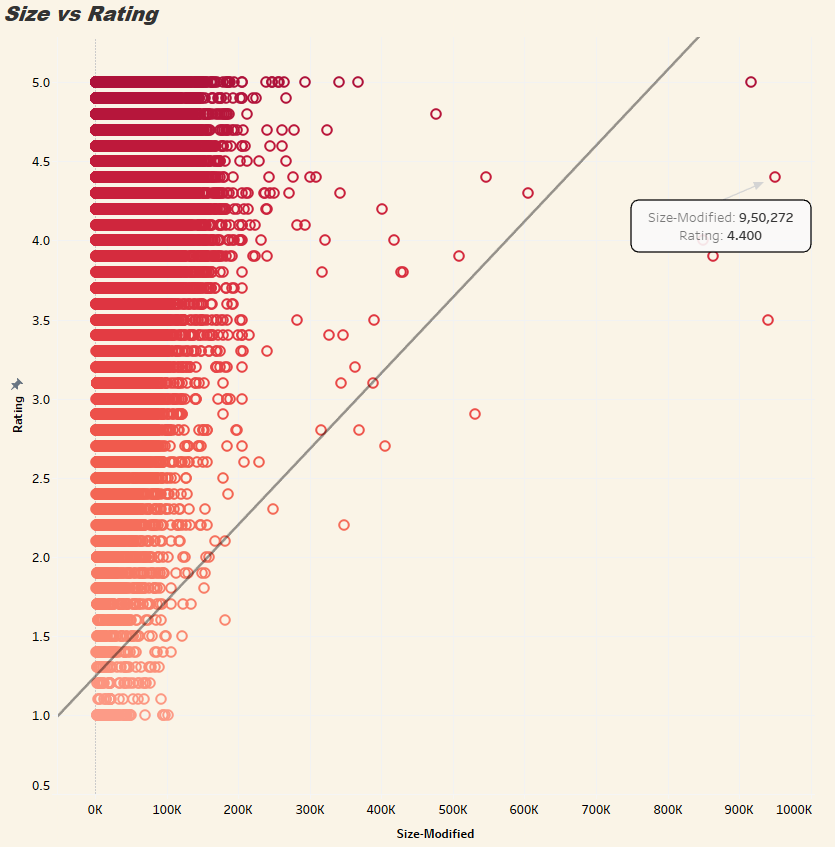 Size vs Rating
5.0
4.5
Size-Modified: 9,50,272
4.0
Rating: 4.400
3.5
3.0
Rating
2.5
2.0
1.5
1.0
0.5
0K 100K 200K 300K 400K 500K 600K 700K 800K 900K 1000K
Size-Modified